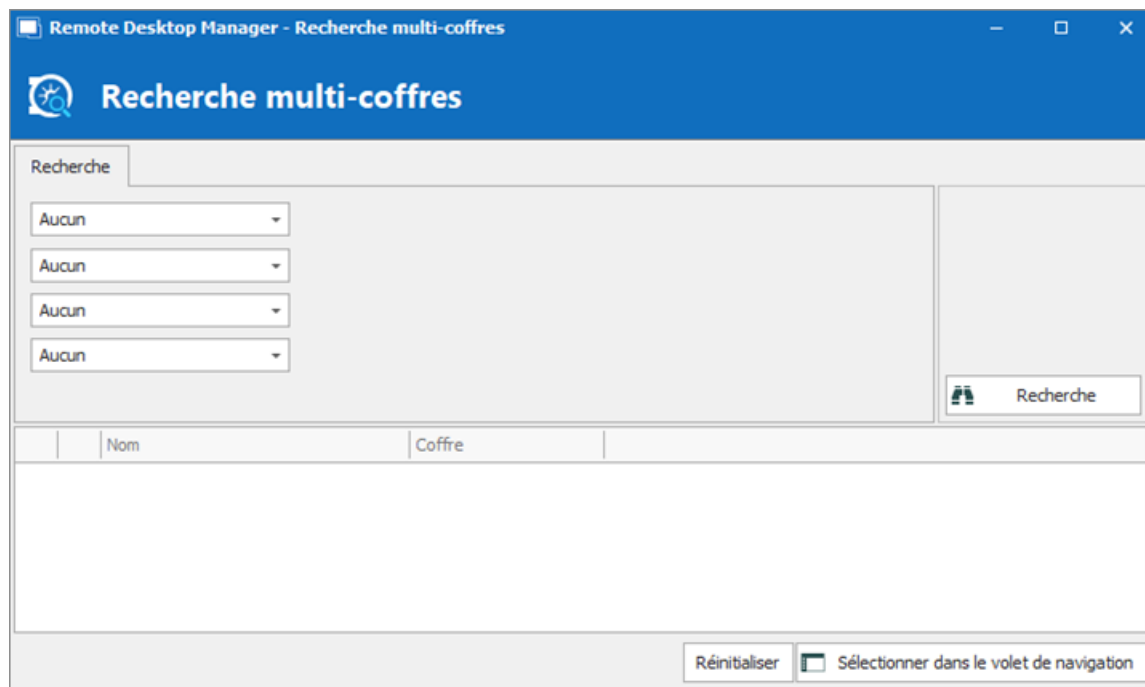 Remote Desktop Manager - Recherche multi-coffres
Recherche multi-coffres
Recherche
Aucun
Aucun
Aucun
Aucun
Recherche
Nom Coffre
Réinitialiser Sélectionner dans le volet de navigation